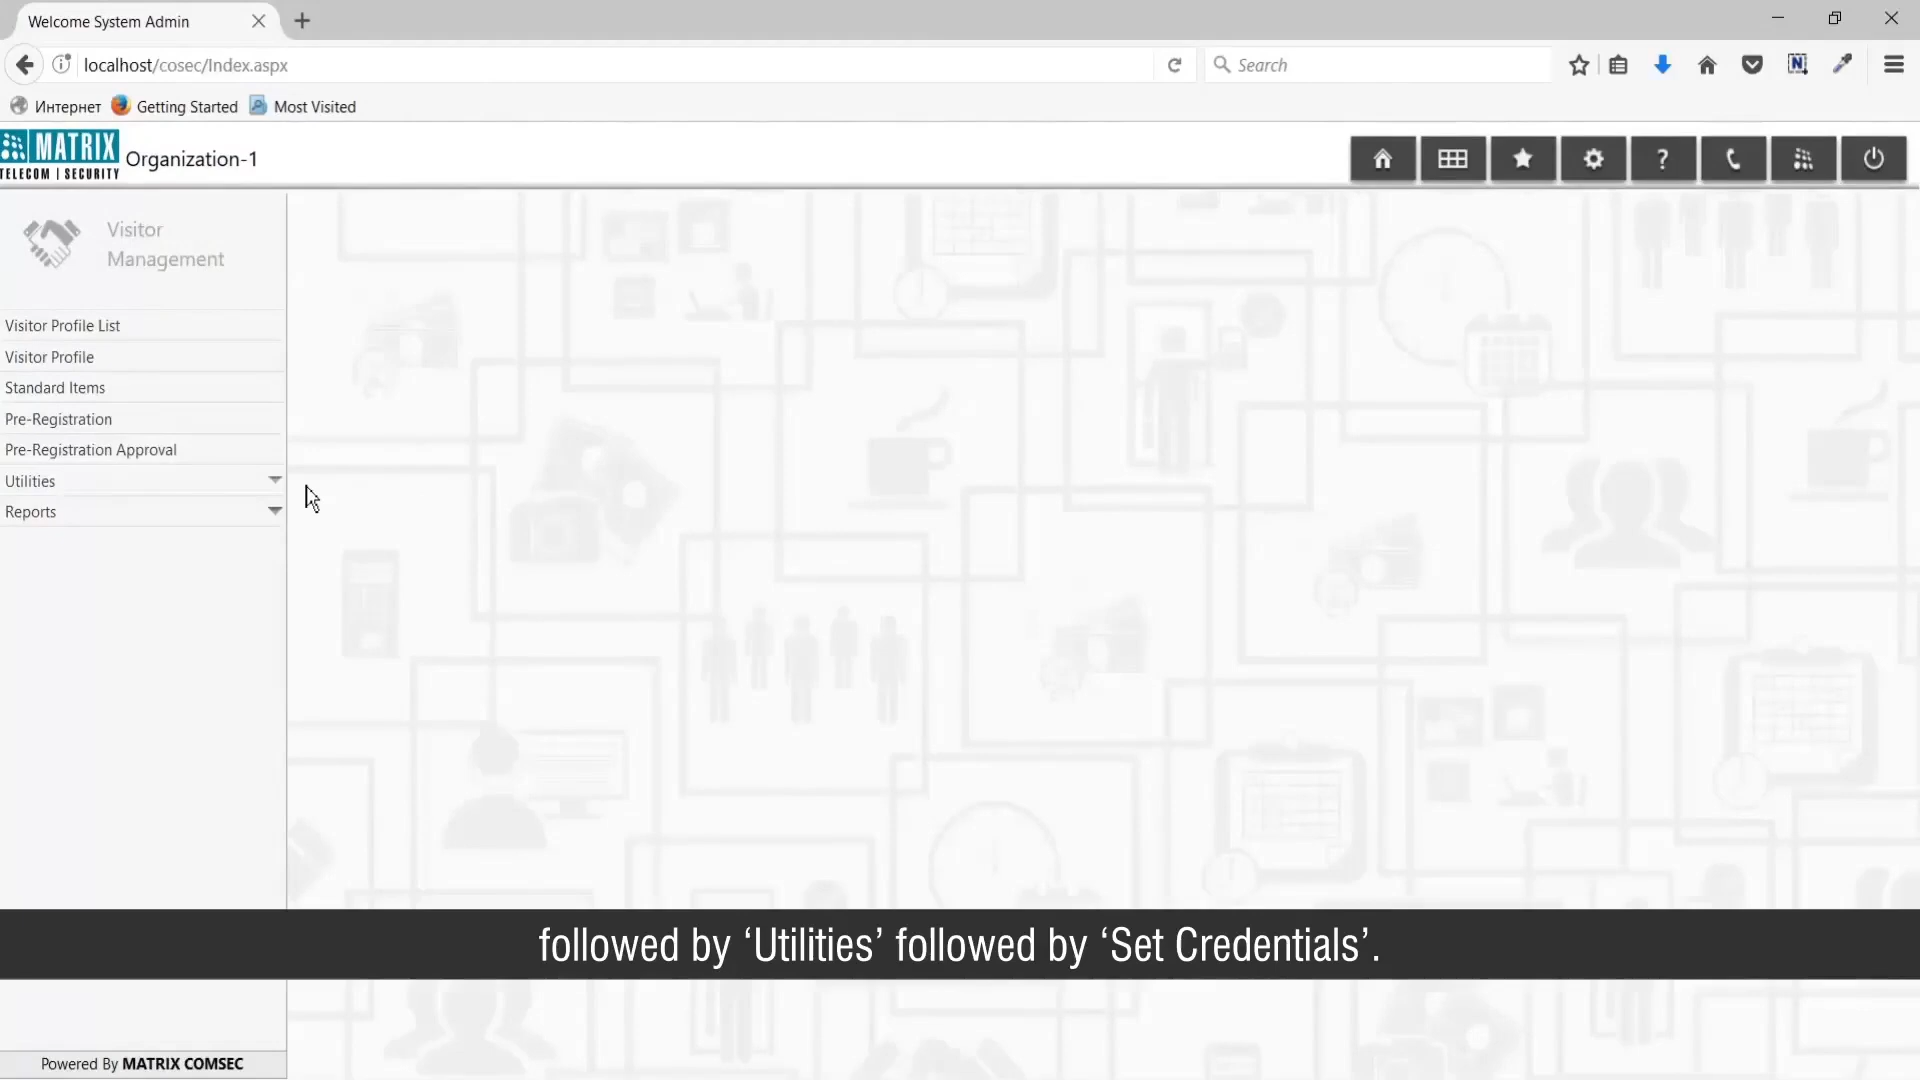 Welcome System Admin
localhost/cosec/Index.aspx
Search
Интернет
Getting Started
Most Visited
MATRIX
TELECOM | SECURITY
Organization-1
?
Visitor
Management
Visitor Profile List
Visitor Profile
Standard Items
Pre-Registration
Pre-Registration Approval
Utilities
Reports
followed by ‘Utilities’ followed by ‘Set Credentials’.
Powered By MATRIX COMSEC